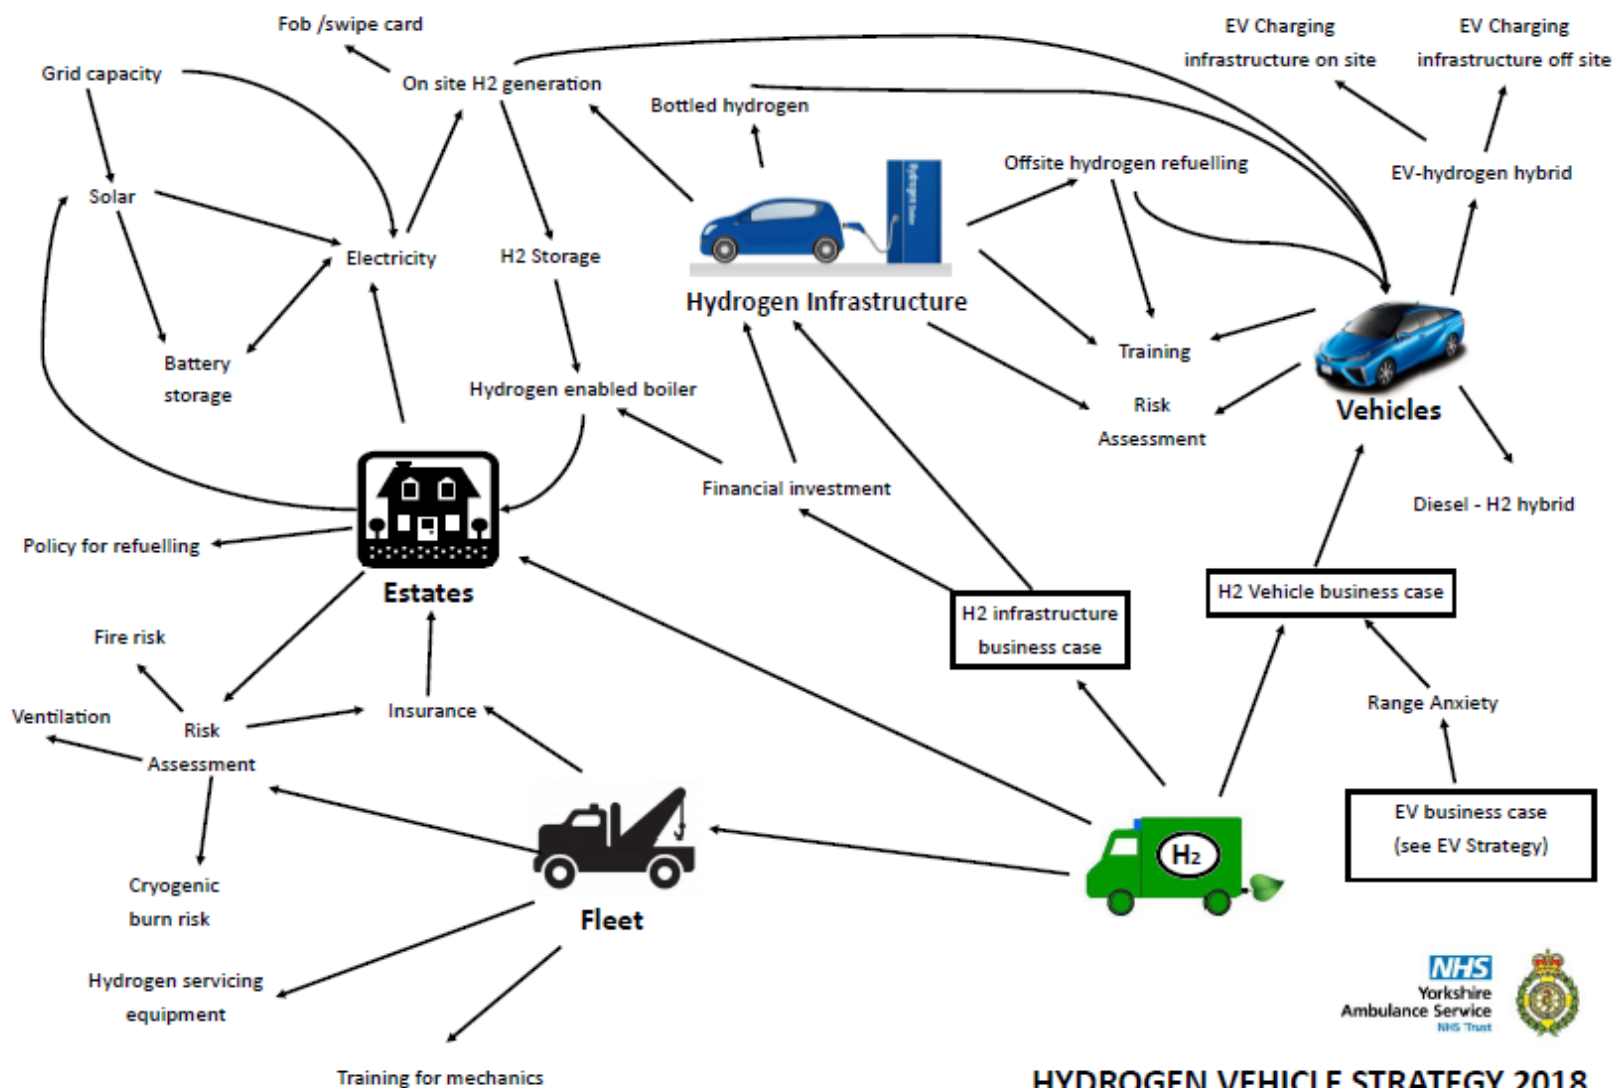 Fob /swipe card
EV Charging
infrastructure on site
EV Charging
infrastructure off site
Grid capacity
On site H2 generation
Bottled hydrogen
Offsite hydrogen refuelling
EV-hydrogen hybrid
Solar
Hydrogen Station
Electricity
H2 Storage
Hydrogen Infrastructure
Training
Battery
storage
Hydrogen enabled boiler
Risk
Assessment
Vehicles
Financial investment
Diesel - H2 hybrid
Policy for refuelling
Estates
H2 infrastructure
business case
H2 Vehicle business case
Fire risk
Insurance
Range Anxiety
Ventilation
Risk
Assessment
EV business case
(see EV Strategy)
H2
Cryogenic
burn risk
Fleet
Hydrogen servicing
equipment
NHS
Yorkshire
Ambulance Service
NHS Trust
Training for mechanics
HYDROGEN VEHICLE STRATEGY 2018